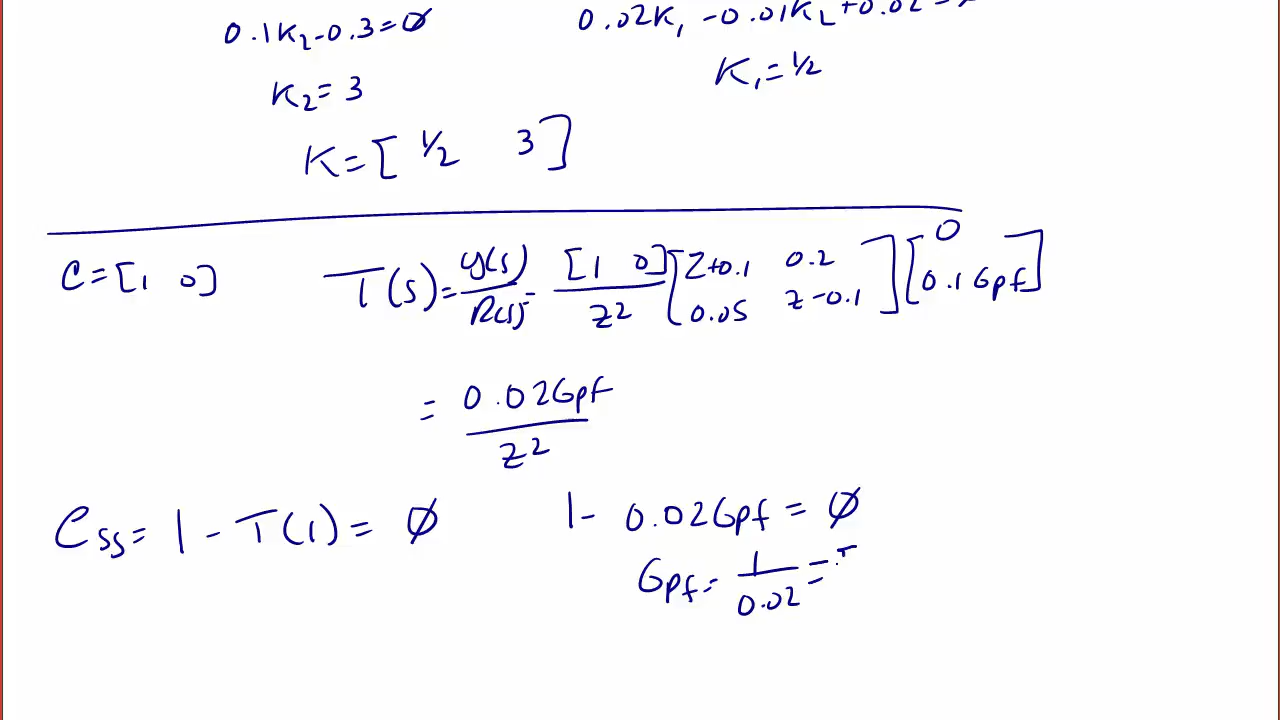 0.1K₂-0.3=∅
0.02K₁-0.01K₂+0.02=
K₂=3
K₁=1/2
K=[1/2 3]
C=[1 0]
T(s)=y(s)/R(s)=[1 0]/z² [z+0.1 0.2; 0.05 z-0.1] [0; 0.1Gpf]
=0.02Gpf/z²
ess=1-T(1)=∅
1-0.02Gpf=∅
Gpf=1/0.02=